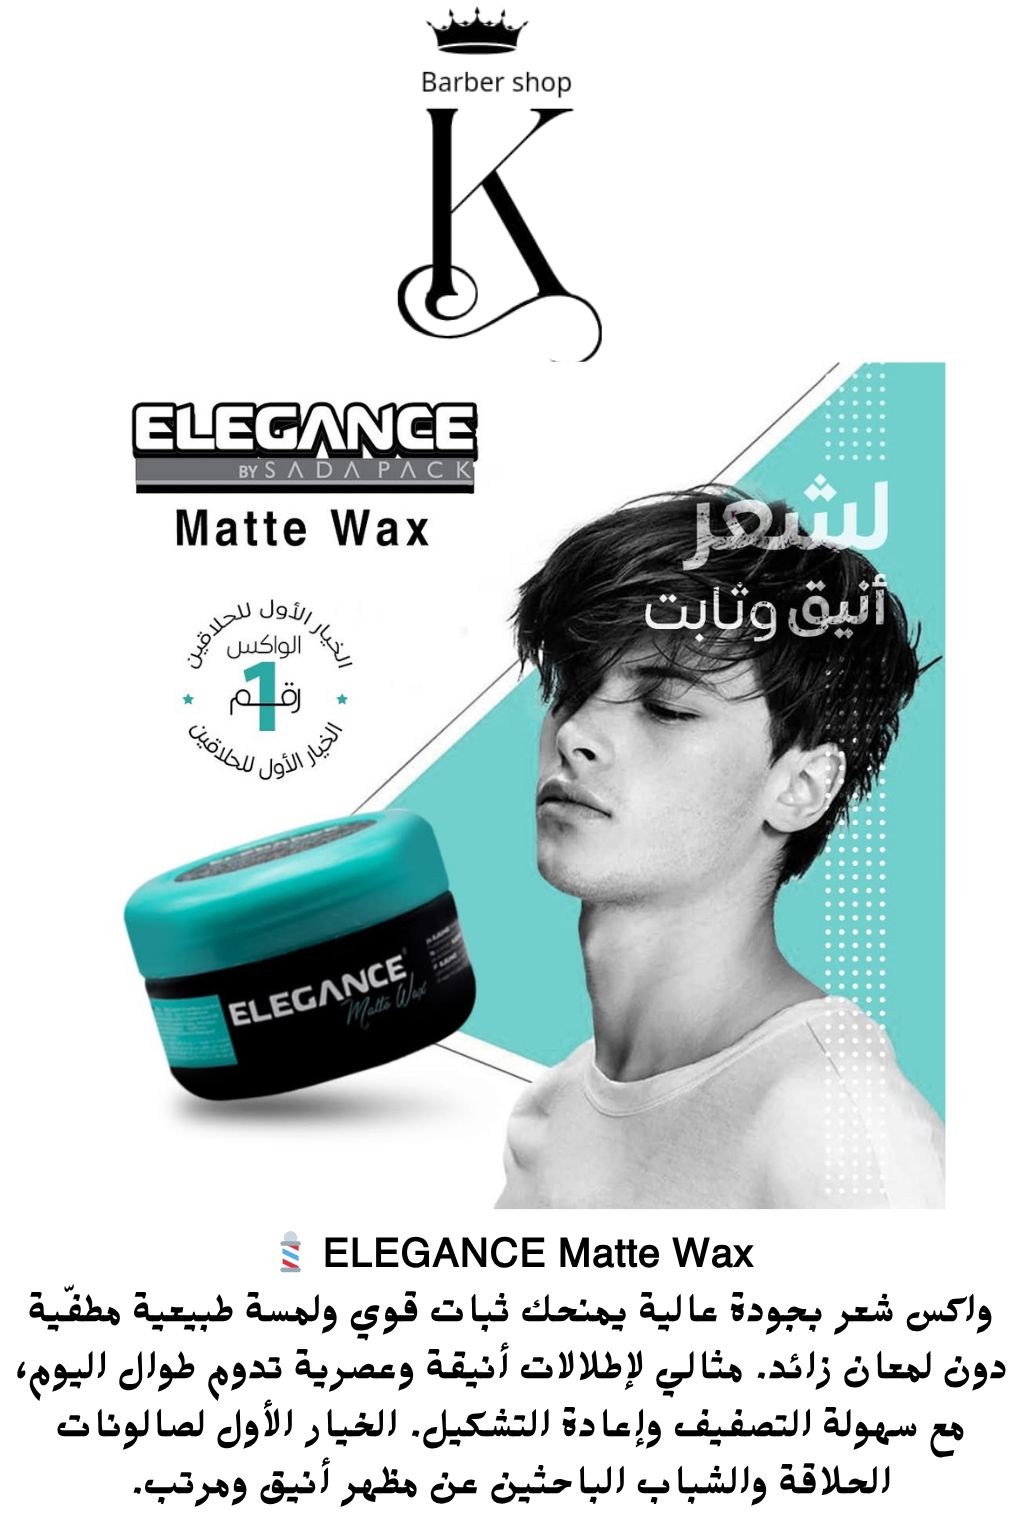 Barber shop
K
ELEGANCE
BY SADA PACK
Matte Wax
لشعر
أنيق وثابت
الخيار الأول للحلاقين
الواكس
رقم 1
الخيار الأول للحلاقين
ELEGANCE
ELEGANCE
Matte Wax
💈 ELEGANCE Matte Wax
واكس شعر بجودة عالية يمنحك ثبات قوي ولمسة طبيعية مطفّية
دون لمعان زائد. مثالي لإطلالات أنيقة وعصرية تدوم طوال اليوم،
مع سهولة التصفيف وإعادة التشكيل. الخيار الأول لصالونات
الحلاقة والشباب الباحثين عن مظهر أنيق ومرتب.